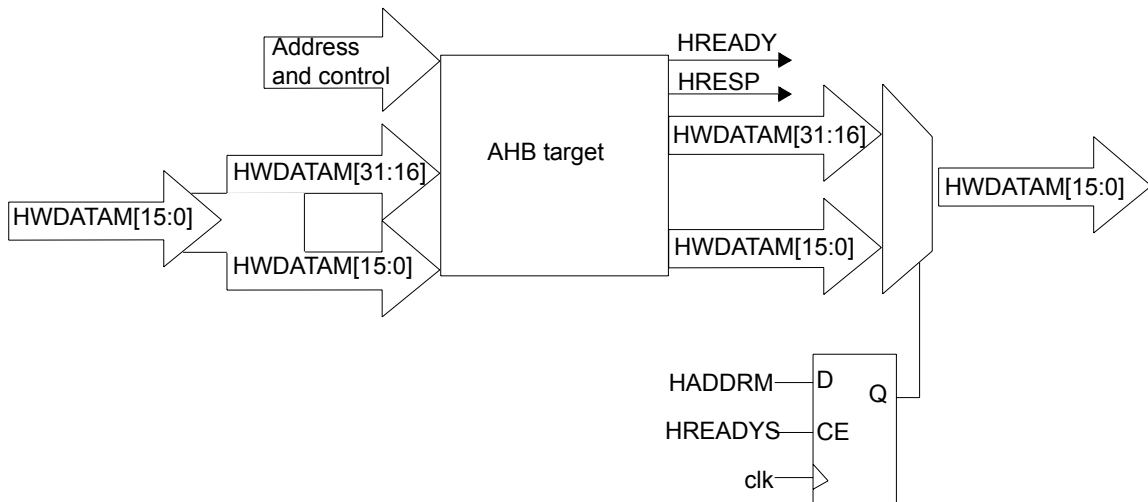 Address
and control
HREADY
HRESP
HWDATAM[31:16]
HWDATAM[31:16]
AHB target
HWDATAM[15:0]
HWDATAM[15:0]
HWDATAM[15:0]
HWDATAM[15:0]
HADDRM
D
Q
HREADYS
CE
clk